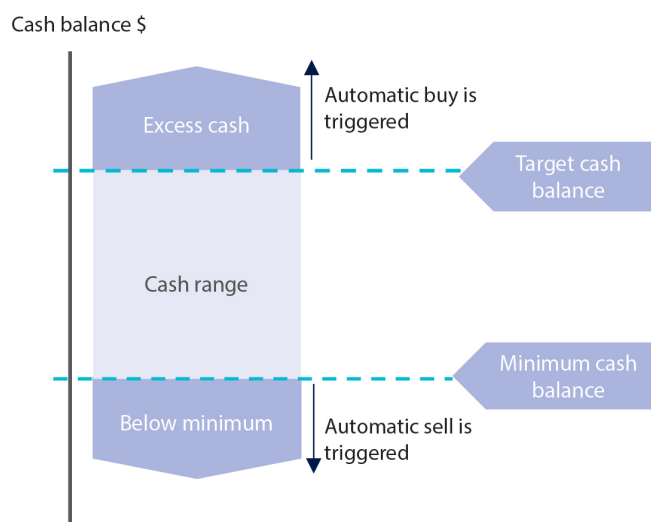 Cash balance $
Excess cash
Automatic buy is
triggered
Target cash
balance
Cash range
Minimum cash
balance
Below minimum
Automatic sell is
triggered